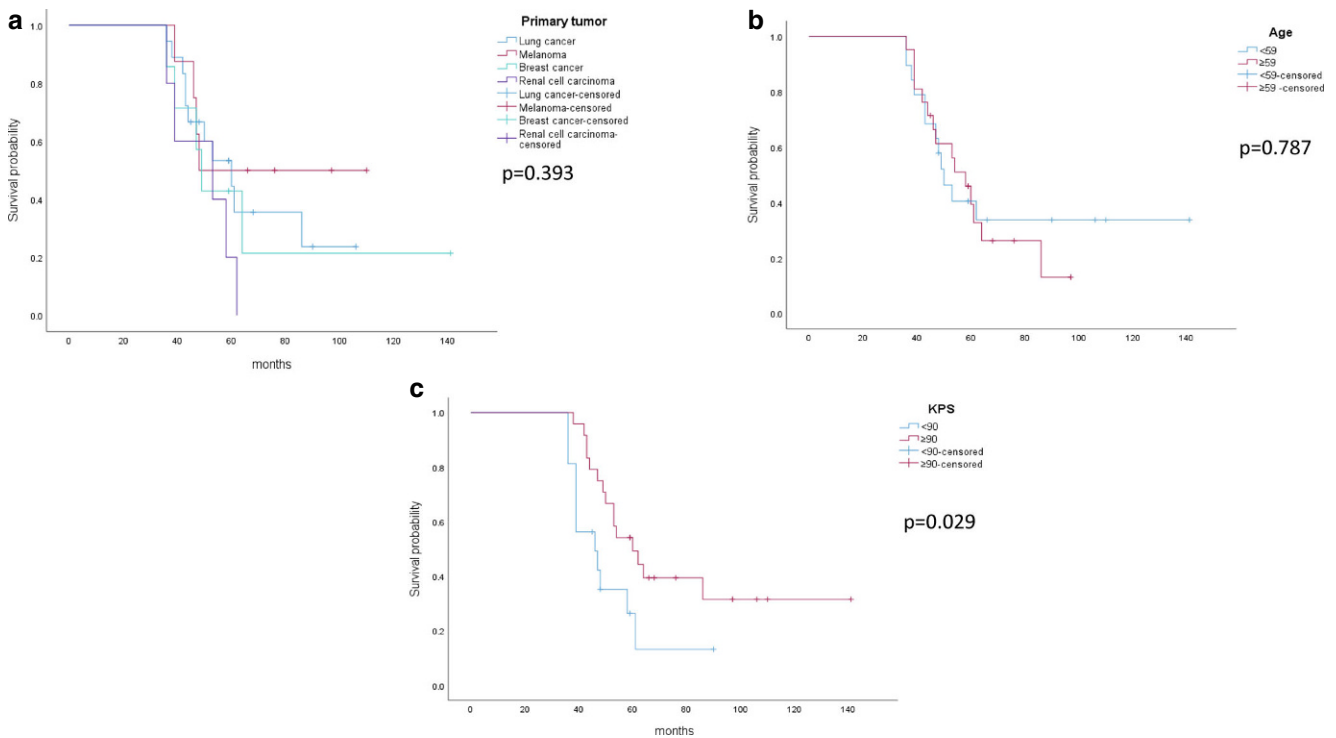 a
Primary tumor
Lung cancer
Melanoma
Breast cancer
Renal cell carcinoma
Lung cancer-censored
Melanoma-censored
Breast cancer-censored
Renal cell carcinoma-
censored
p=0.393
Survival probability
1.0
0.8
0.6
0.4
0.2
0.0
0 20 40 60 80 100 120 140
months
b
Age
<59
≥59
<59-censored
≥59 -censored
p=0.787
Survival probability
1.0
0.8
0.6
0.4
0.2
0.0
0 20 40 60 80 100 120 140
c
KPS
<90
≥90
<90-censored
≥90-censored
p=0.029
Survival probability
1.0
0.8
0.6
0.4
0.2
0.0
0 20 40 60 80 100 120 140
months